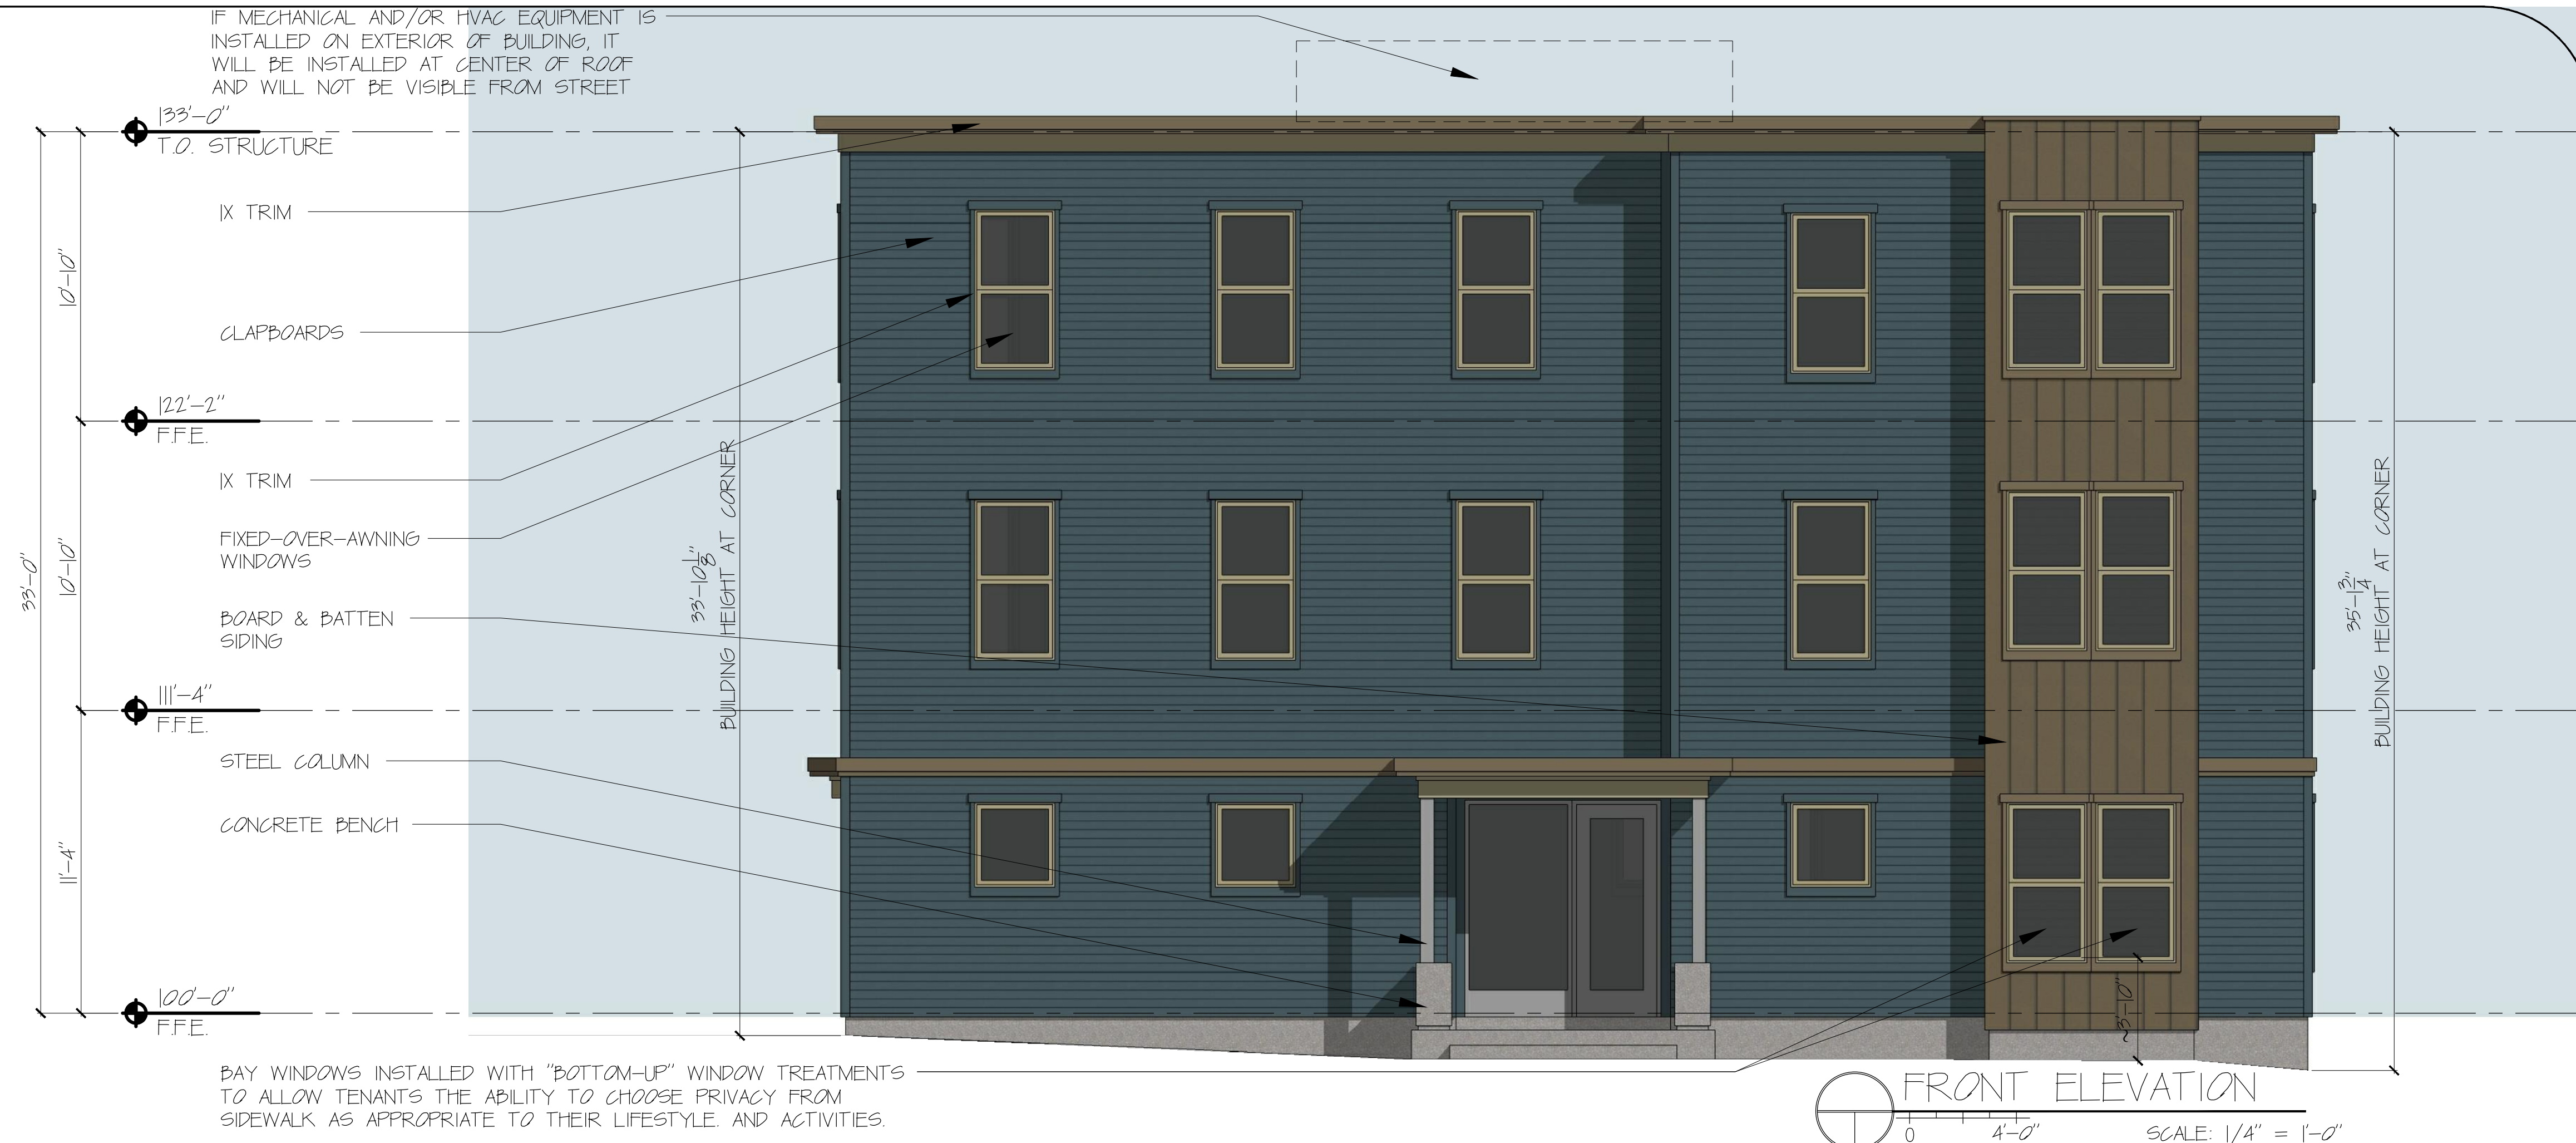 IF MECHANICAL AND/OR HVAC EQUIPMENT IS
INSTALLED ON EXTERIOR OF BUILDING, IT
WILL BE INSTALLED AT CENTER OF ROOF
AND WILL NOT BE VISIBLE FROM STREET
133'-0"
T.O. STRUCTURE
1X TRIM
10'-10"
CLAPBOARDS
122'-2"
F.F.E.
1X TRIM
FIXED-OVER-AWNING
WINDOWS
10'-10"
33'-0"
BOARD & BATTEN
SIDING
111'-4"
F.F.E.
STEEL COLUMN
CONCRETE BENCH
11'-4"
100'-0"
F.F.E.
33'-10 1/8"
BUILDING HEIGHT AT CORNER
35'-1 3/4"
BUILDING HEIGHT AT CORNER
~3'-10"
BAY WINDOWS INSTALLED WITH "BOTTOM-UP" WINDOW TREATMENTS
TO ALLOW TENANTS THE ABILITY TO CHOOSE PRIVACY FROM
SIDEWALK AS APPROPRIATE TO THEIR LIFESTYLE. AND ACTIVITIES.
FRONT ELEVATION
0 4'-0" SCALE: 1/4" = 1'-0"